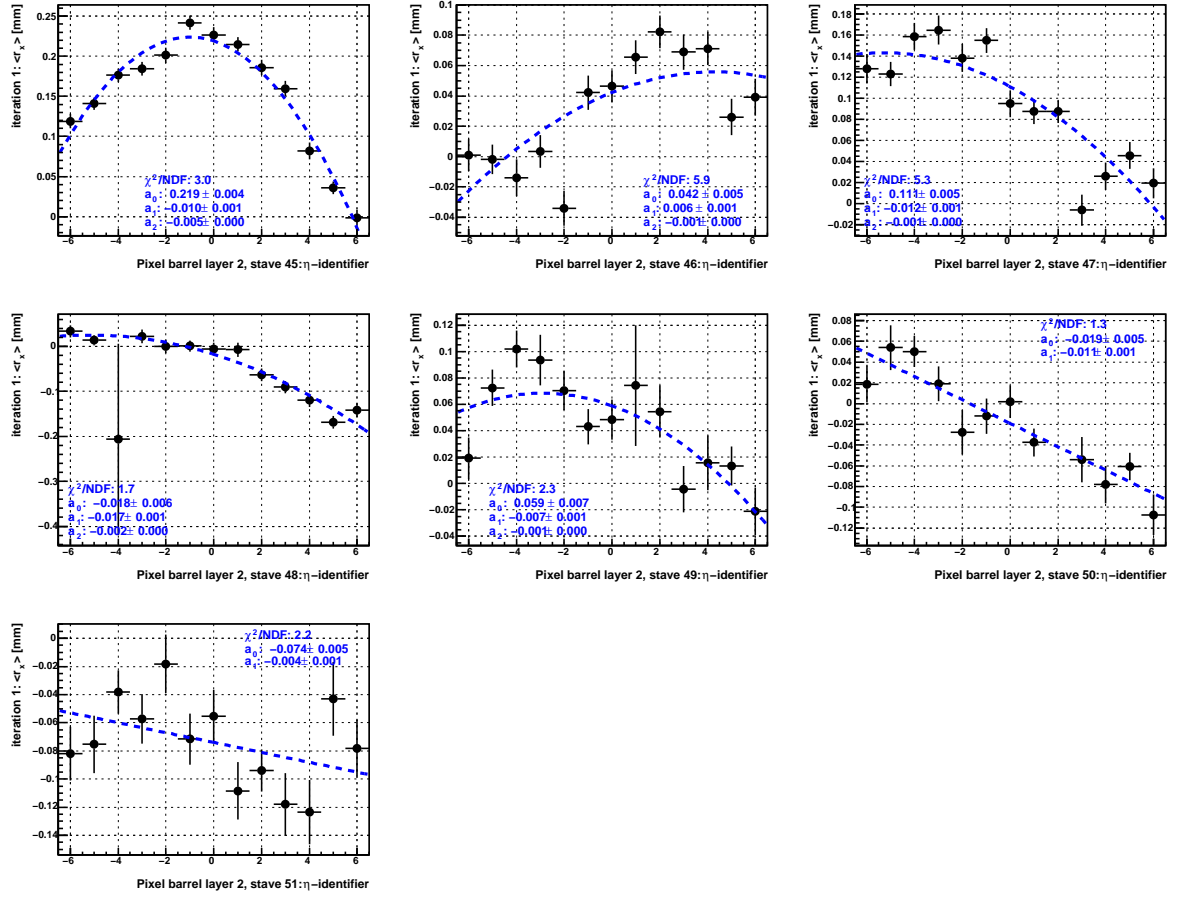 iteration 1: <r_x> [mm]
0.25
0.2
0.15
0.1
0.05
0
χ²/NDF: 3.0
a_0: 0.219± 0.004
a_1: −0.010± 0.001
a_2: −0.005± 0.000
−6 −4 −2 0 2 4 6
Pixel barrel layer 2, stave 45:η−identifier
iteration 1: <r_x> [mm]
0.1
0.08
0.06
0.04
0.02
0
−0.02
−0.04
χ²/NDF: 5.9
a_0: 0.042± 0.005
a_1: 0.006± 0.001
a_2: −0.001± 0.000
−6 −4 −2 0 2 4 6
Pixel barrel layer 2, stave 46:η−identifier
iteration 1: <r_x> [mm]
0.18
0.16
0.14
0.12
0.1
0.08
0.06
0.04
0.02
0
−0.02
χ²/NDF: 5.3
a_0: 0.111± 0.005
a_1: −0.012± 0.001
a_2: −0.001± 0.000
−6 −4 −2 0 2 4 6
Pixel barrel layer 2, stave 47:η−identifier
iteration 1: <r_x> [mm]
0
−0.1
−0.2
−0.3
−0.4
χ²/NDF: 1.7
a_0: −0.018± 0.006
a_1: −0.017± 0.001
a_2: −0.002± 0.000
−6 −4 −2 0 2 4 6
Pixel barrel layer 2, stave 48:η−identifier
iteration 1: <r_x> [mm]
0.12
0.1
0.08
0.06
0.04
0.02
0
−0.02
−0.04
χ²/NDF: 2.3
a_0: 0.059± 0.007
a_1: −0.007± 0.001
a_2: −0.001± 0.000
−6 −4 −2 0 2 4 6
Pixel barrel layer 2, stave 49:η−identifier
iteration 1: <r_x> [mm]
0.08
0.06
0.04
0.02
0
−0.02
−0.04
−0.06
−0.08
−0.1
−0.12
χ²/NDF: 1.3
a_0: −0.019± 0.005
a_1: −0.011± 0.001
−6 −4 −2 0 2 4 6
Pixel barrel layer 2, stave 50:η−identifier
iteration 1: <r_x> [mm]
0
−0.02
−0.04
−0.06
−0.08
−0.1
−0.12
−0.14
χ²/NDF: 2.2
a_0: −0.074± 0.005
a_1: −0.004± 0.001
−6 −4 −2 0 2 4 6
Pixel barrel layer 2, stave 51:η−identifier